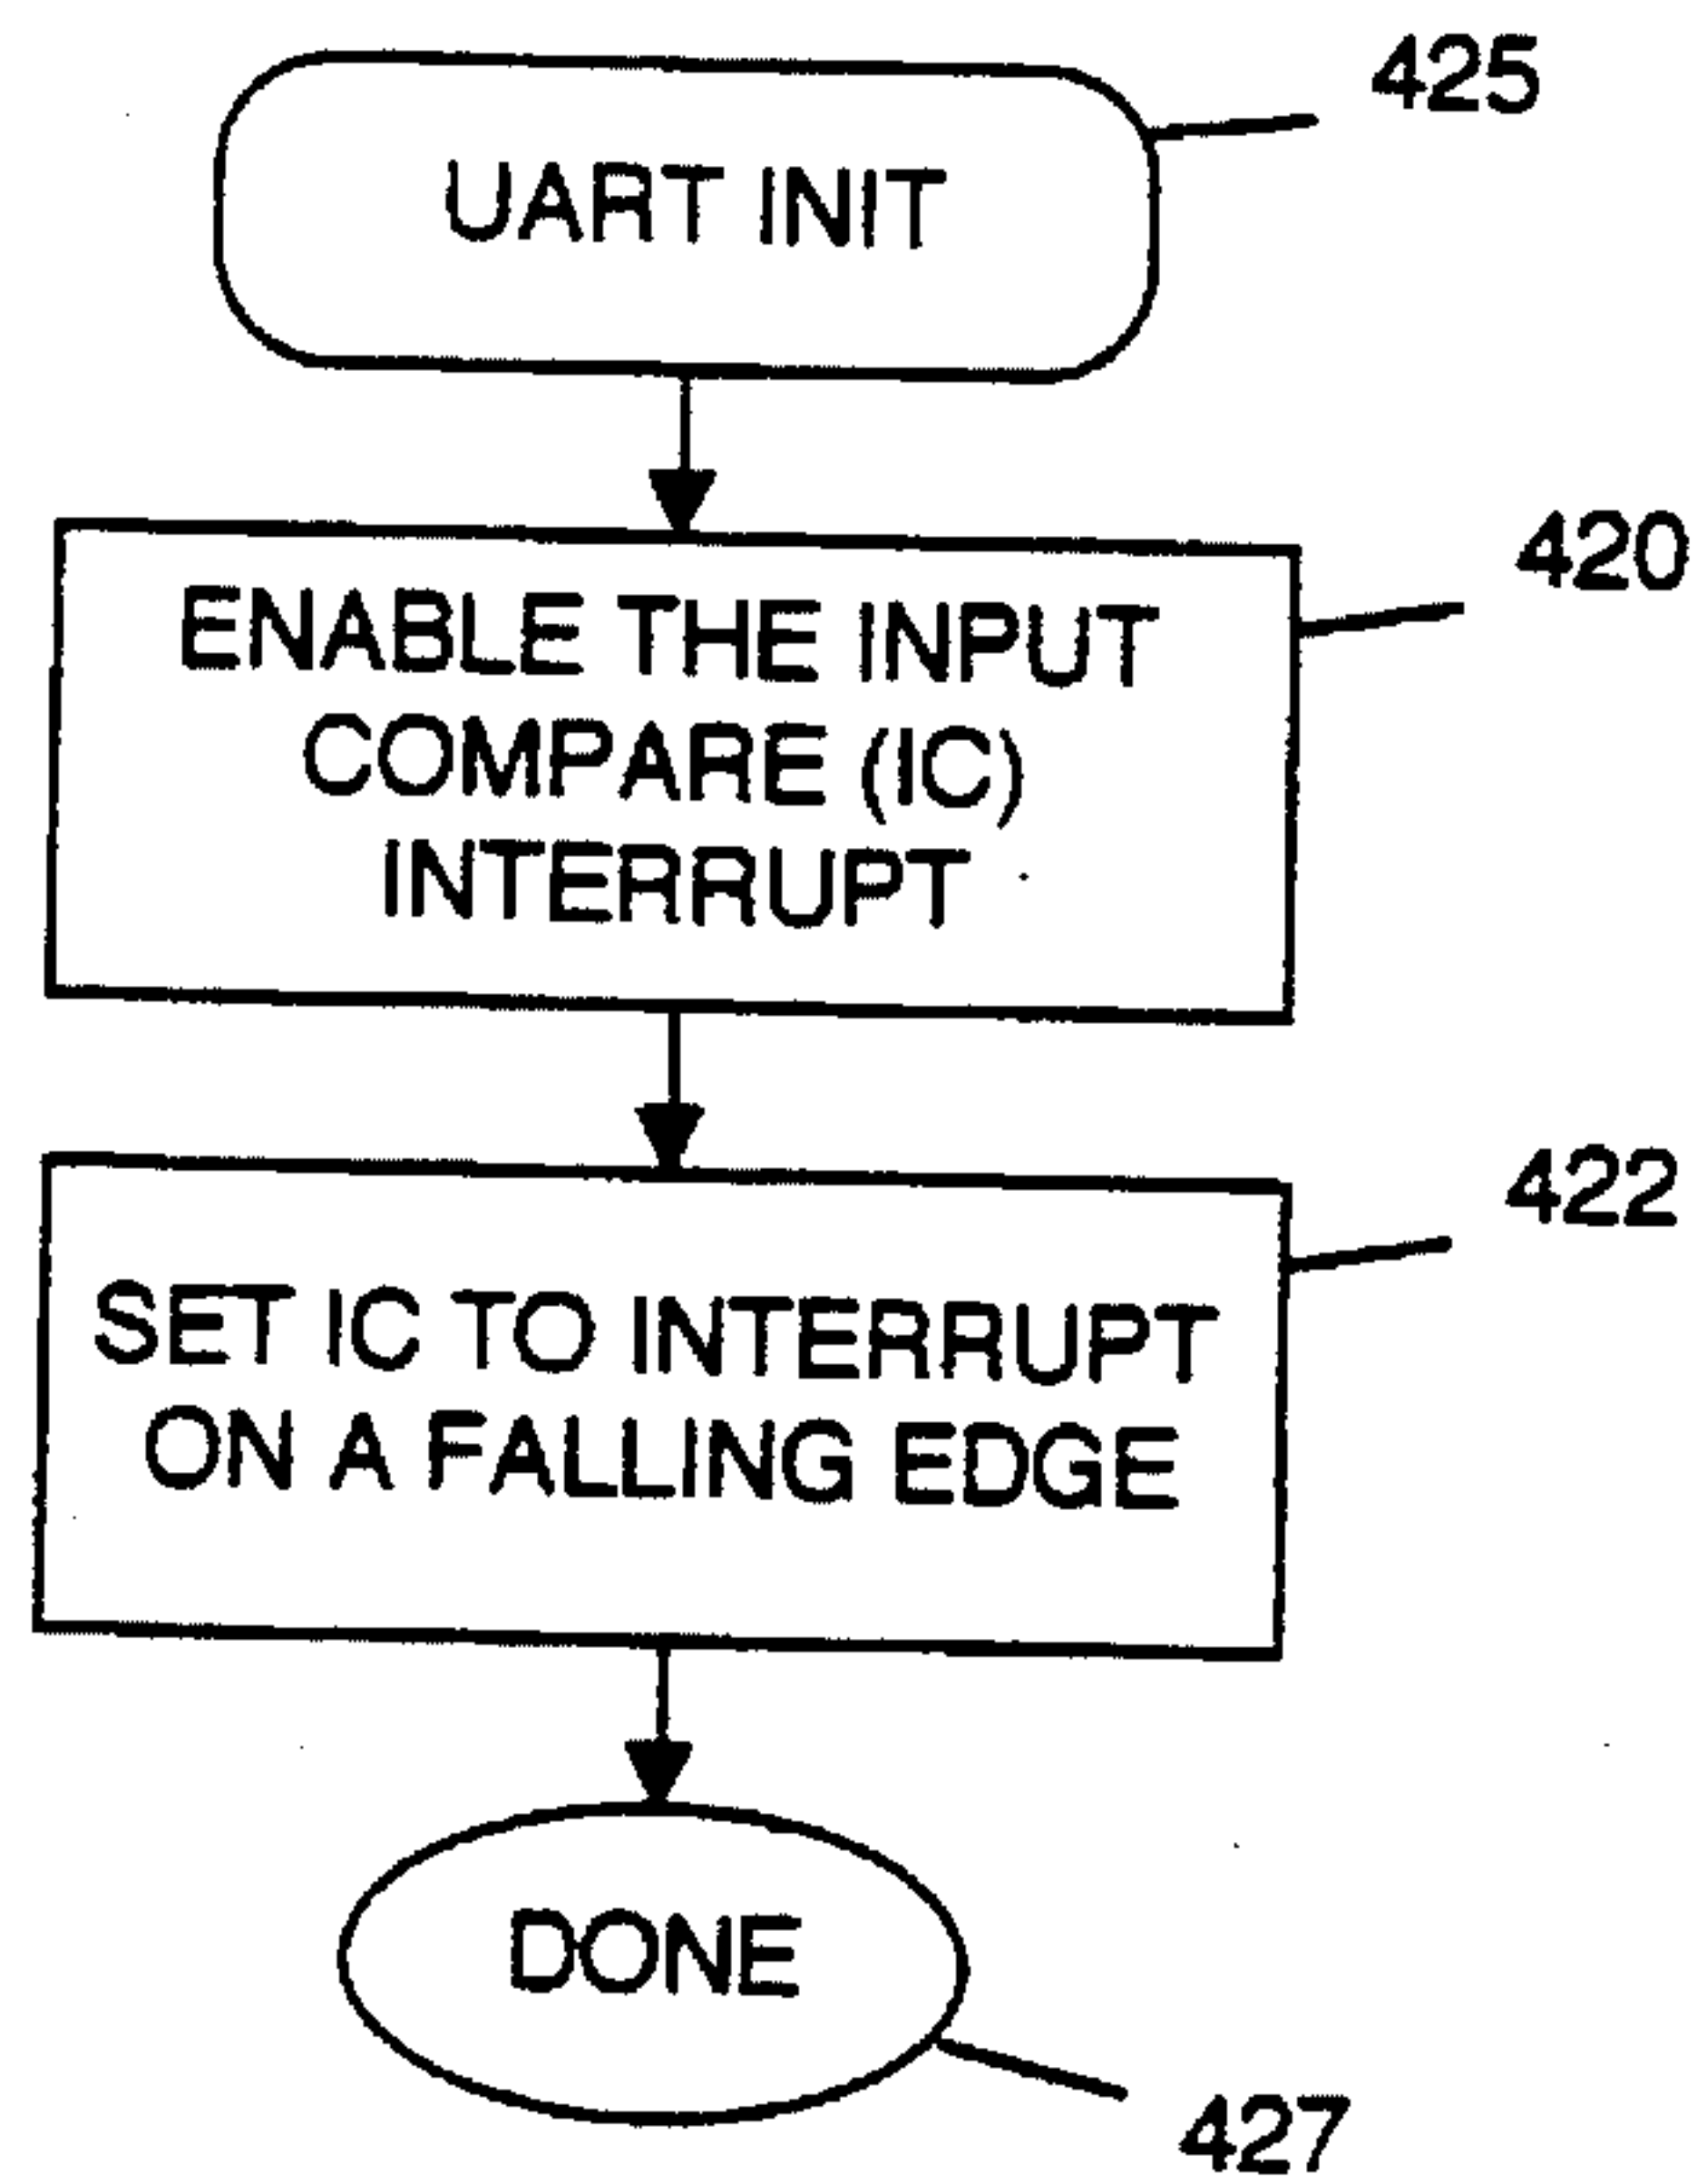 425
UART INIT
420
ENABLE THE INPUT
COMPARE (IC)
INTERRUPT
422
SET IC TO INTERRUPT
ON A FALLING EDGE
DONE
427